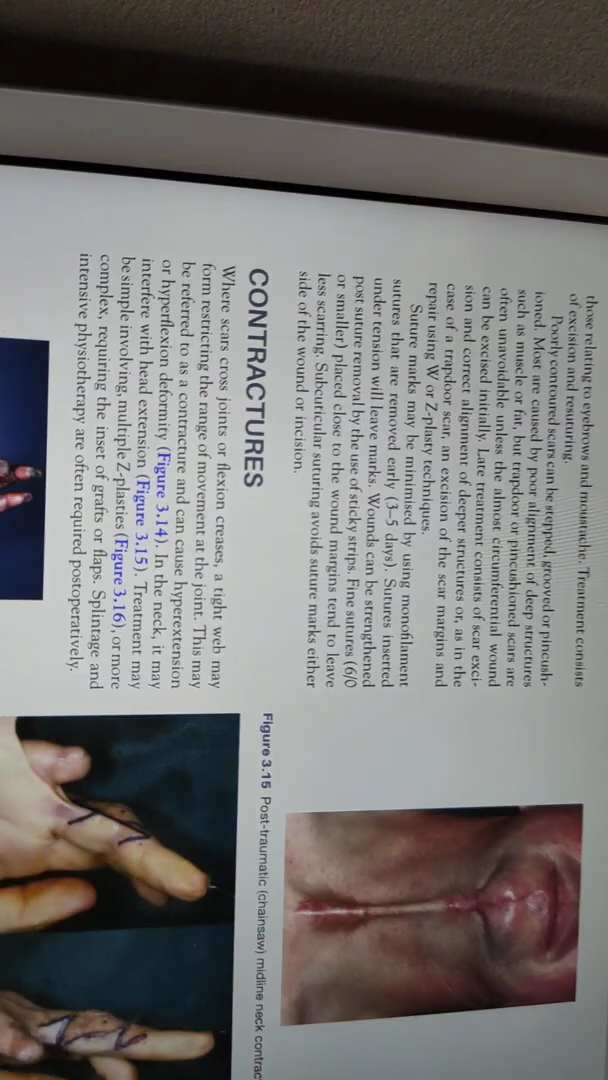 those relating to eyebrows and moustache. Treatment consists
of excision and resuturing.
Poorly contoured scars can be stepped, grooved or pincush-
ioned. Most are caused by poor alignment of deep structures
such as muscle or fat, but trapdoor or pincushioned scars are
often unavoidable unless the almost circumferential wound
can be excised initially. Late treatment consists of scar exci-
sion and correct alignment of deeper structures or, as in the
case of a trapdoor scar, an excision of the scar margins and
repair using W or Z-plasty techniques.
Suture marks may be minimised by using monofilament
sutures that are removed early (3–5 days). Sutures inserred
under tension will leave marks. Wounds can be strengthened
post suture removal by the use of sticky strips. Fine sutures (6/0
or smaller) placed close to the wound margins tend to leave
less scarring. Subcuticular suturing avoids suture marks either
side of the wound or incision.
CONTRACTURES
Where scars cross joints or flexion creases, a tight web may
form restricting the range of movement at the joint. This may
be referred to as a contracture and can cause hyperextension
or hyperflexion deformity (Figure 3.14). In the neck, it may
interfere with head extension (Figure 3.15). Treatment may
be simple involving, multiple Z-plasties (Figure 3.16), or more
complex, requiring the inset of grafts or flaps. Splintage and
intensive physiotherapy are often required postoperatively.
Figure 3.15 Post-traumatic (chainsaw) midline neck contrac